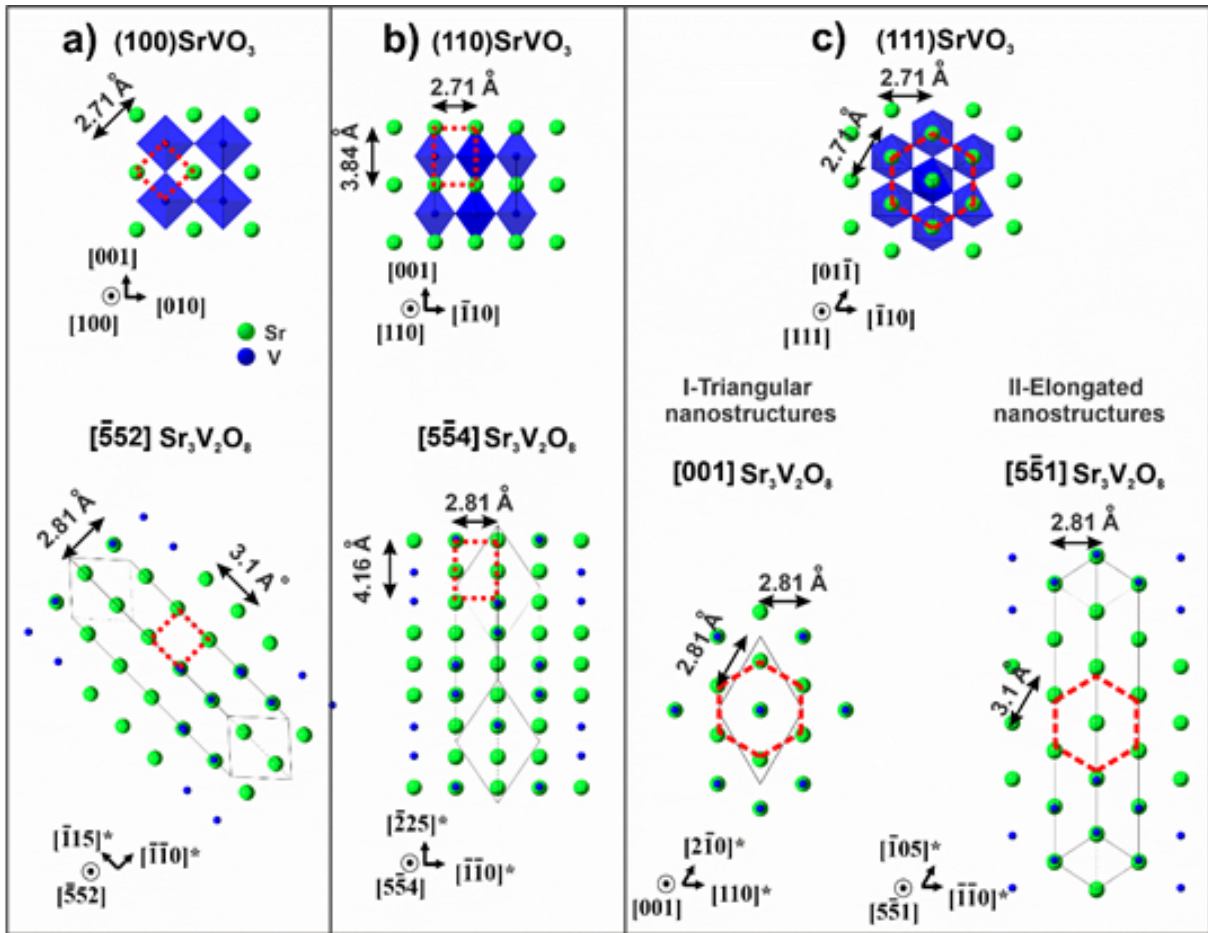 a) (100)SrVO₃
2.71 Å
[001]
[010]
[100]
Sr
V
[5̅52] Sr₃V₂O₈
2.81 Å
3.1 Å
[1̅15]*
[1̅1̅0]*
[5̅52]
b) (110)SrVO₃
2.71 Å
3.84 Å
[001]
[1̅10]
[110]
[55̅4] Sr₃V₂O₈
2.81 Å
4.16 Å
[2̅25]*
[1̅1̅0]*
[55̅4]
c) (111)SrVO₃
2.71 Å
2.71 Å
[011̅]
[1̅10]
[111]
I-Triangular
nanostructures
[001] Sr₃V₂O₈
2.81 Å
2.81 Å
[21̅0]*
[110]*
[001]
II-Elongated
nanostructures
[55̅1] Sr₃V₂O₈
2.81 Å
3.1 Å
[1̅05]*
[1̅1̅0]*
[55̅1]